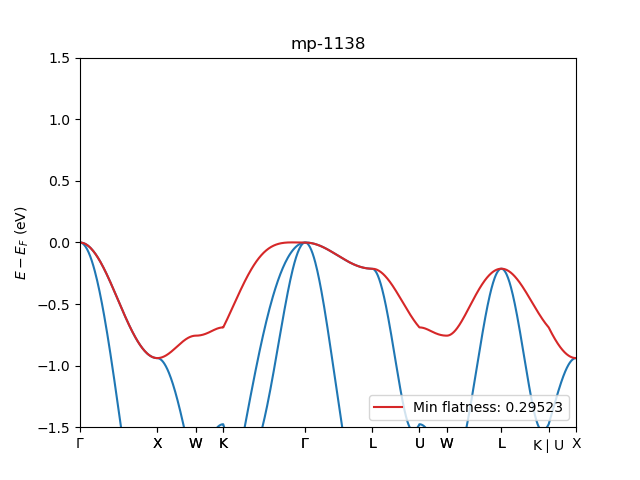 mp-1138
E − E_F (eV)
1.5
1.0
0.5
0.0
−0.5
−1.0
−1.5
Min flatness: 0.29523
Γ X W K Γ L U W L K | U X